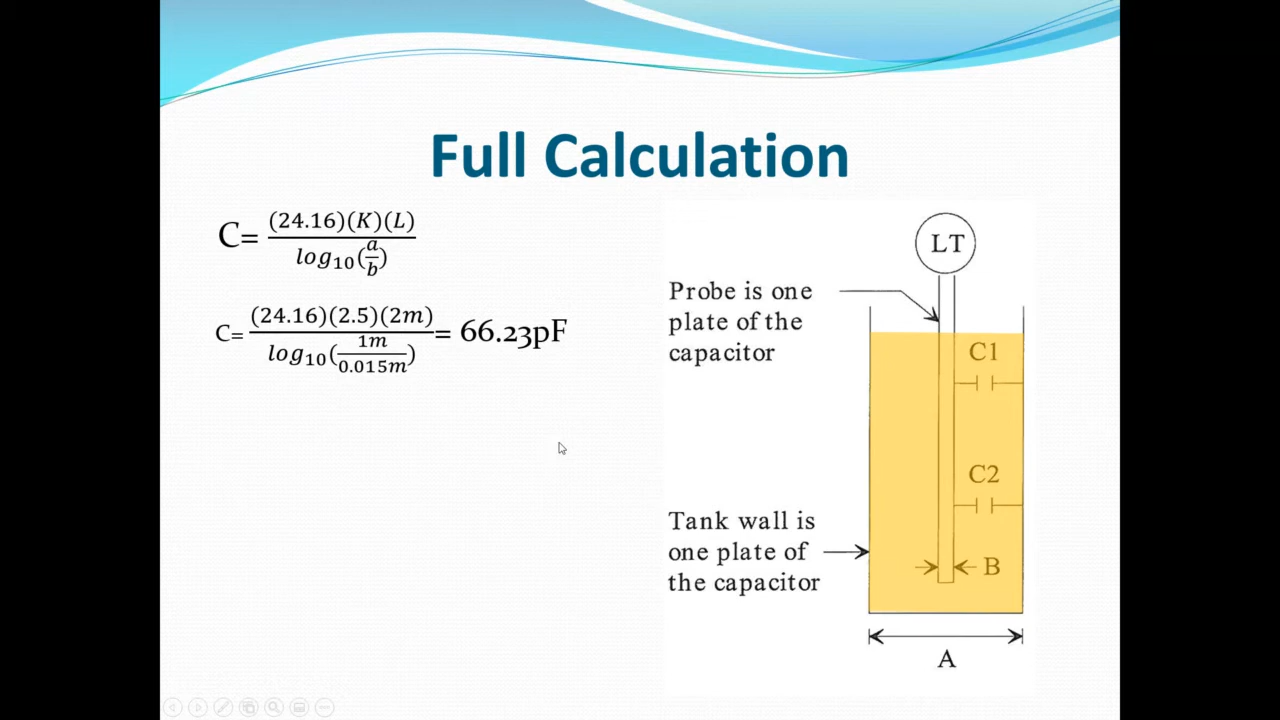 Full Calculation
C= (24.16)(K)(L) / log₁₀(a/b)
C= (24.16)(2.5)(2m) / log₁₀(1m/0.015m) = 66.23pF
LT
Probe is one
plate of the
capacitor
C1
C2
Tank wall is
one plate of
the capacitor
B
A